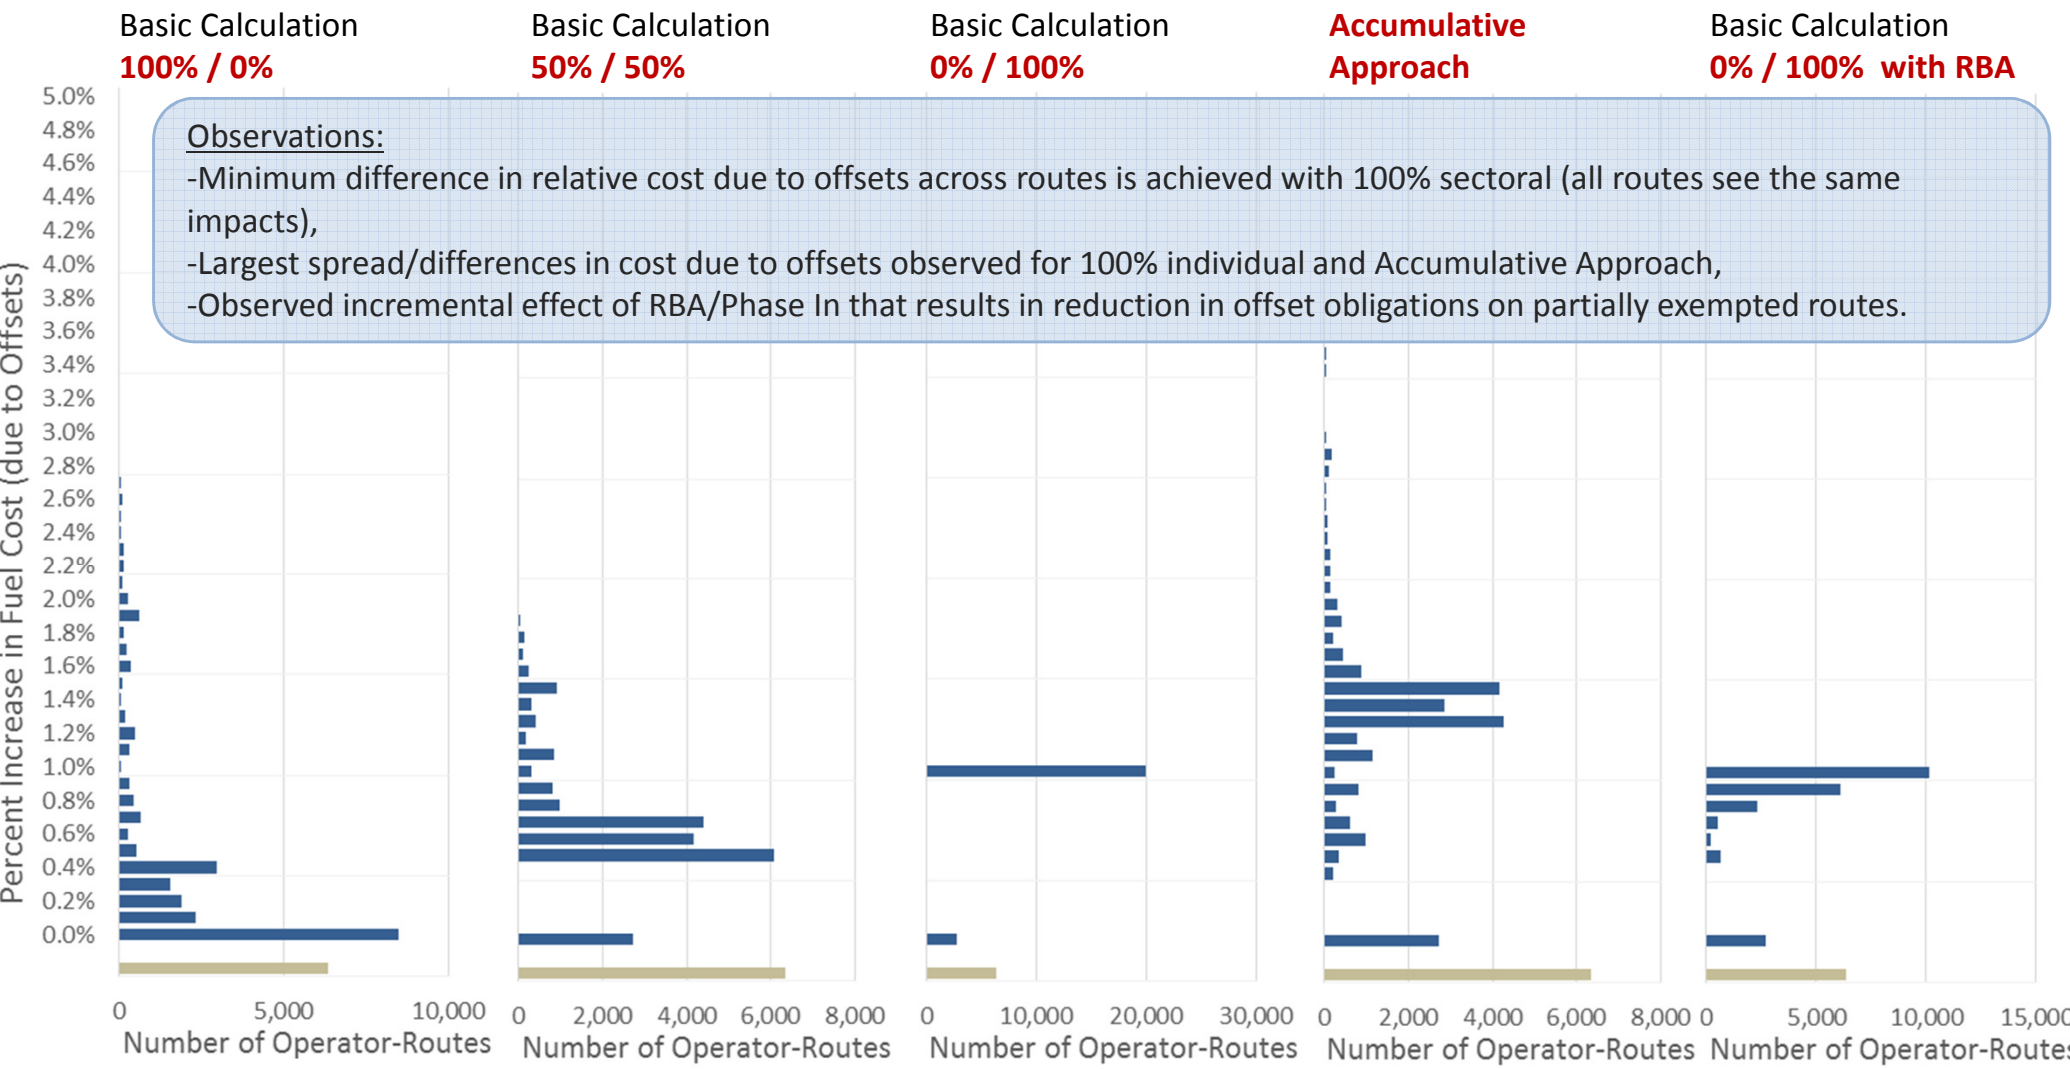 Basic Calculation
100% / 0%
Basic Calculation
50% / 50%
Basic Calculation
0% / 100%
Accumulative
Approach
Basic Calculation
0% / 100%  with RBA
Observations:
-Minimum difference in relative cost due to offsets across routes is achieved with 100% sectoral (all routes see the same
impacts),
-Largest spread/differences in cost due to offsets observed for 100% individual and Accumulative Approach,
-Observed incremental effect of RBA/Phase In that results in reduction in offset obligations on partially exempted routes.
Percent Increase in Fuel Cost (due to Offsets)
5.0%
4.8%
4.6%
4.4%
4.2%
4.0%
3.8%
3.6%
3.4%
3.2%
3.0%
2.8%
2.6%
2.4%
2.2%
2.0%
1.8%
1.6%
1.4%
1.2%
1.0%
0.8%
0.6%
0.4%
0.2%
0.0%
0 5,000 10,000
Number of Operator-Routes
0 2,000 4,000 6,000 8,000
Number of Operator-Routes
0 10,000 20,000 30,000
Number of Operator-Routes
0 2,000 4,000 6,000 8,000
Number of Operator-Routes
0 5,000 10,000 15,000
Number of Operator-Routes